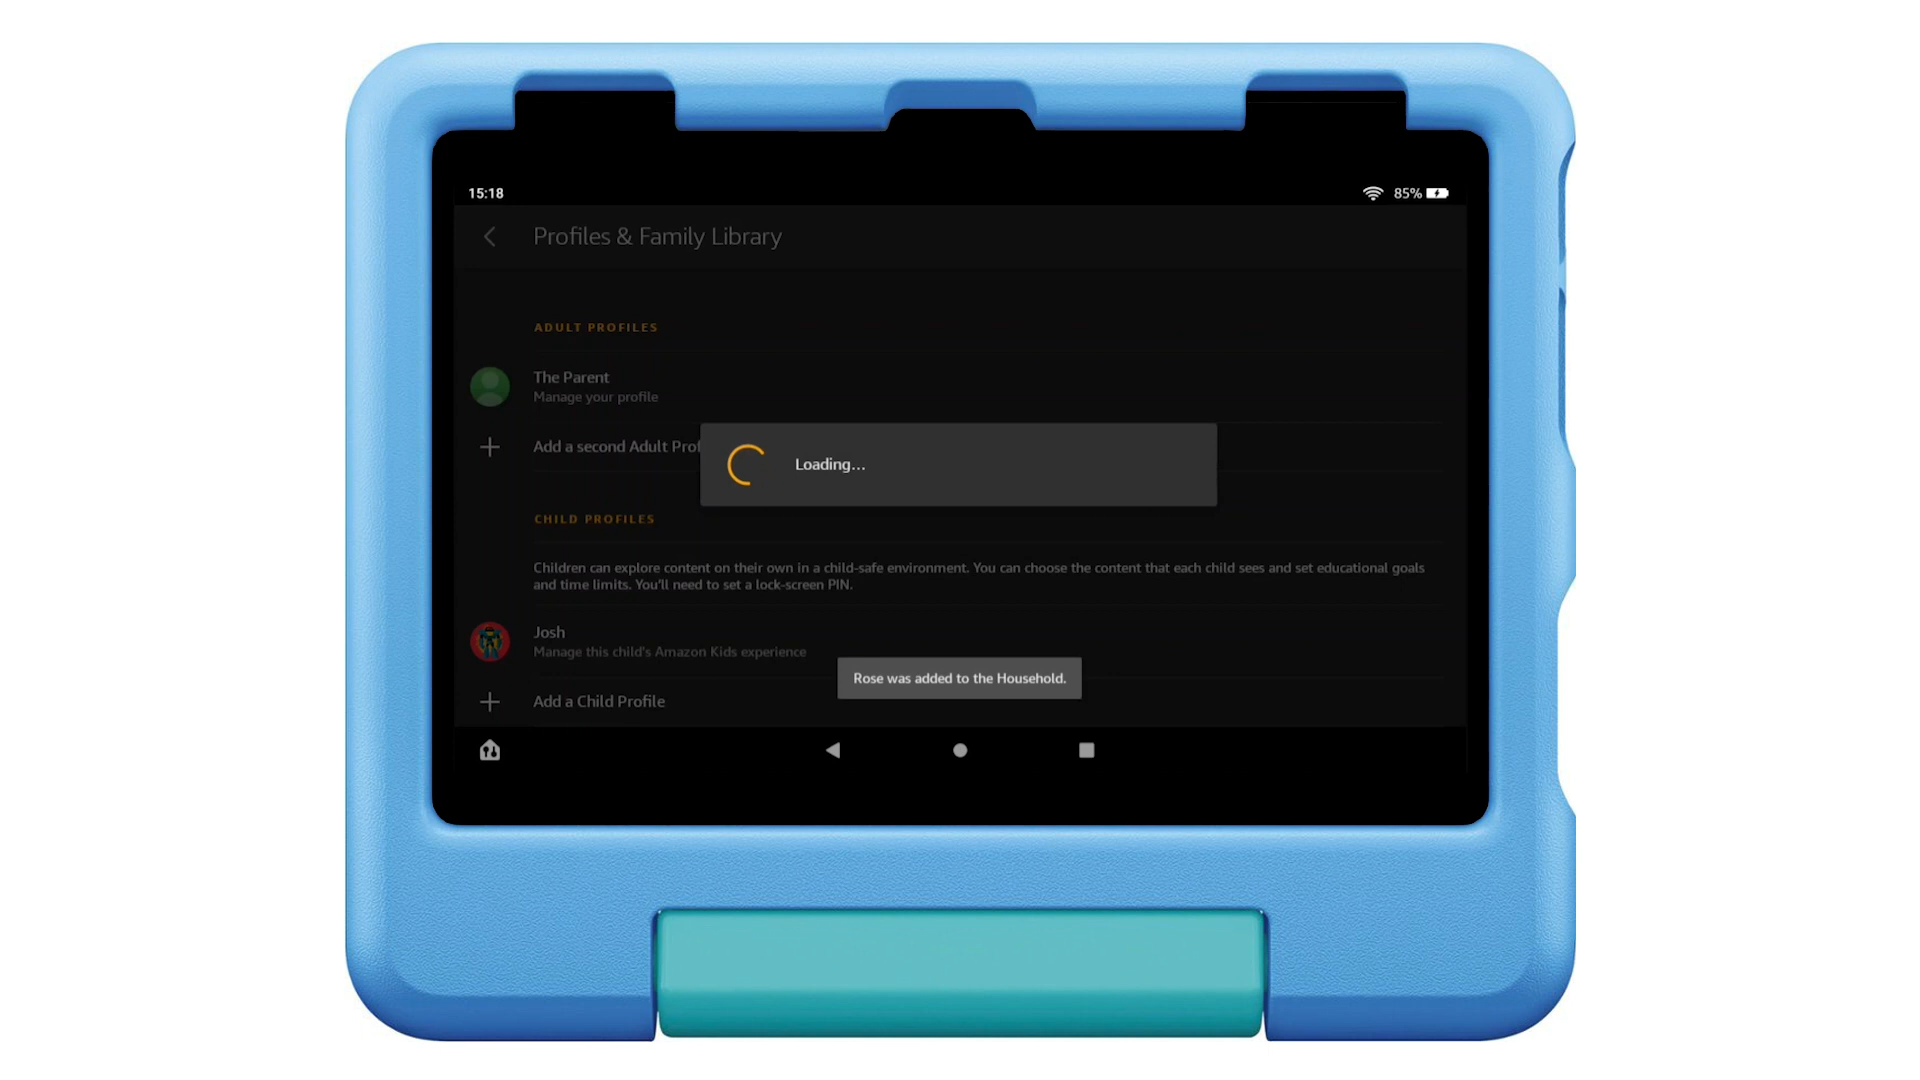 15:18
85%
Profiles & Family Library
ADULT PROFILES
The Parent
Manage your profile
Add a second Adult Prof
Loading...
CHILD PROFILES
Children can explore content on their own in a child-safe environment. You can choose the content that each child sees and set educational goals
and time limits. You'll need to set a lock-screen PIN.
Josh
Manage this child's Amazon Kids experience
Rose was added to the Household.
Add a Child Profile